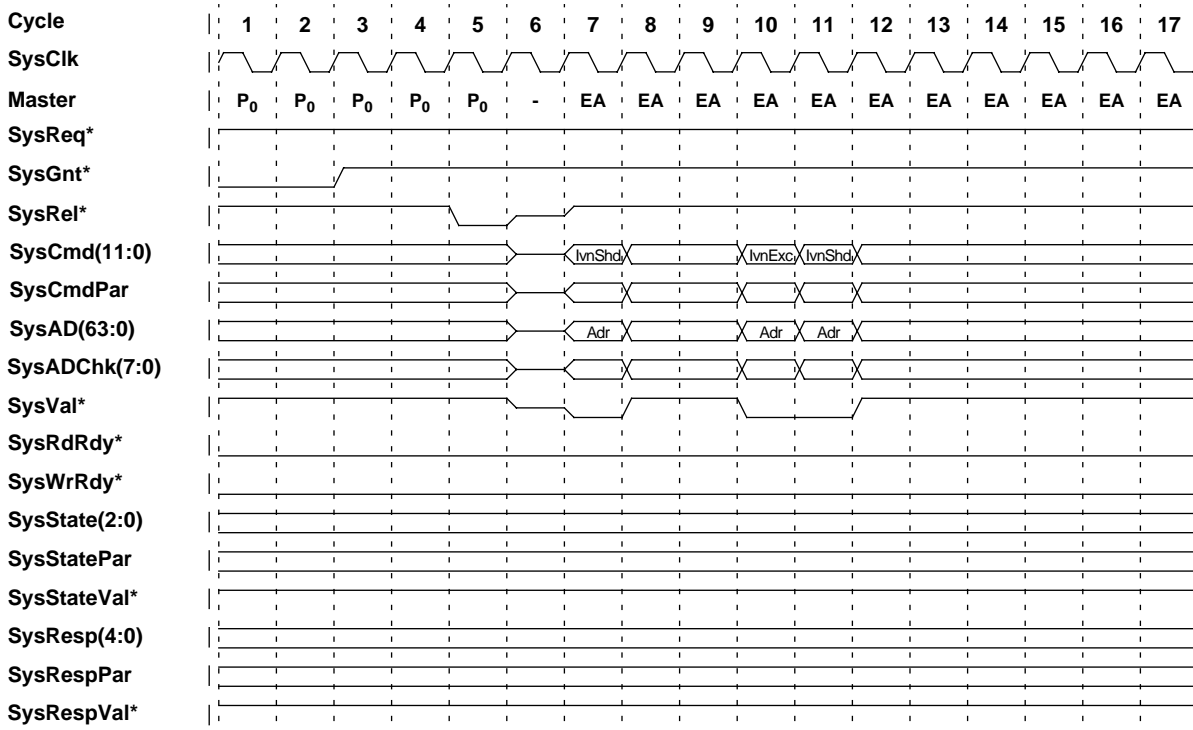 Cycle | 1 2 3 4 5 6 7 8 9 10 11 12 13 14 15 16 17
SysClk |
Master | P0 P0 P0 P0 P0 - EA EA EA EA EA EA EA EA EA EA EA
SysReq* |
SysGnt* |
SysRel* |
SysCmd(11:0) | IvnShd IvnExc IvnShd
SysCmdPar |
SysAD(63:0) | Adr Adr Adr
SysADChk(7:0) |
SysVal* |
SysRdRdy* |
SysWrRdy* |
SysState(2:0) |
SysStatePar |
SysStateVal* |
SysResp(4:0) |
SysRespPar |
SysRespVal* |